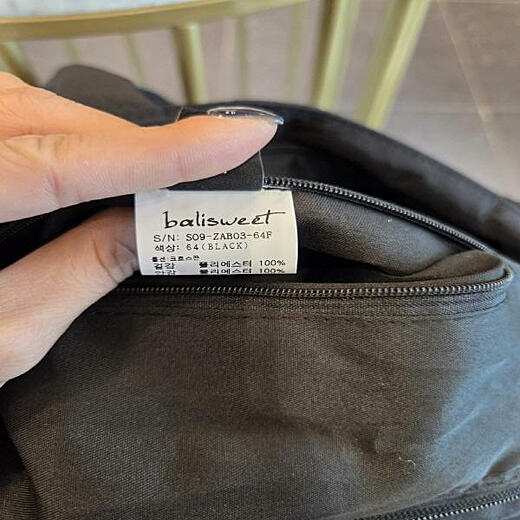 balisweet
S/N: S09-ZAB03-64F
색상: 64(BLACK)
겉감 폴리에스터 100%
안감 폴리에스터 100%